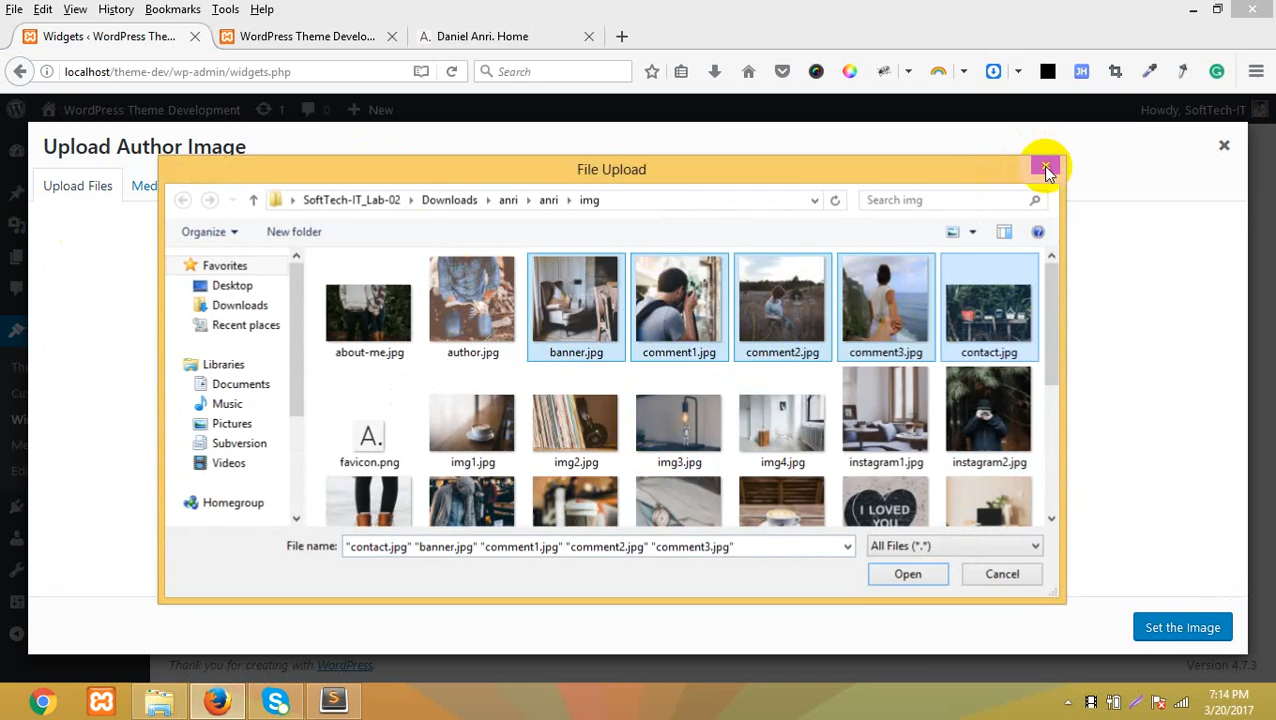 File Edit View History Bookmarks Tools Help
Widgets ‹ WordPress The... WordPress Theme Develo... A. Daniel Anri. Home
localhost/theme-dev/wp-admin/widgets.php Search
WordPress Theme Development 1 0 New Howdy, SoftTech-IT
Upload Author Image
File Upload
Upload Files Med
SoftTech-IT_Lab-02 Downloads anri anri img Search img
Organize New folder
Favorites
Desktop
Downloads
Recent places
Libraries
Documents
Music
Pictures
Subversion
Videos
Homegroup
about-me.jpg author.jpg banner.jpg comment1.jpg comment2.jpg comment3.jpg contact.jpg
A.
favicon.png img1.jpg img2.jpg img3.jpg img4.jpg instagram1.jpg instagram2.jpg
I LOVED
YOU
File name: "contact.jpg" "banner.jpg" "comment1.jpg" "comment2.jpg" "comment3.jpg" All Files (*.*)
Open Cancel
Set the Image
Thank you for creating with WordPress. Version 4.7.3
7:14 PM
3/20/2017